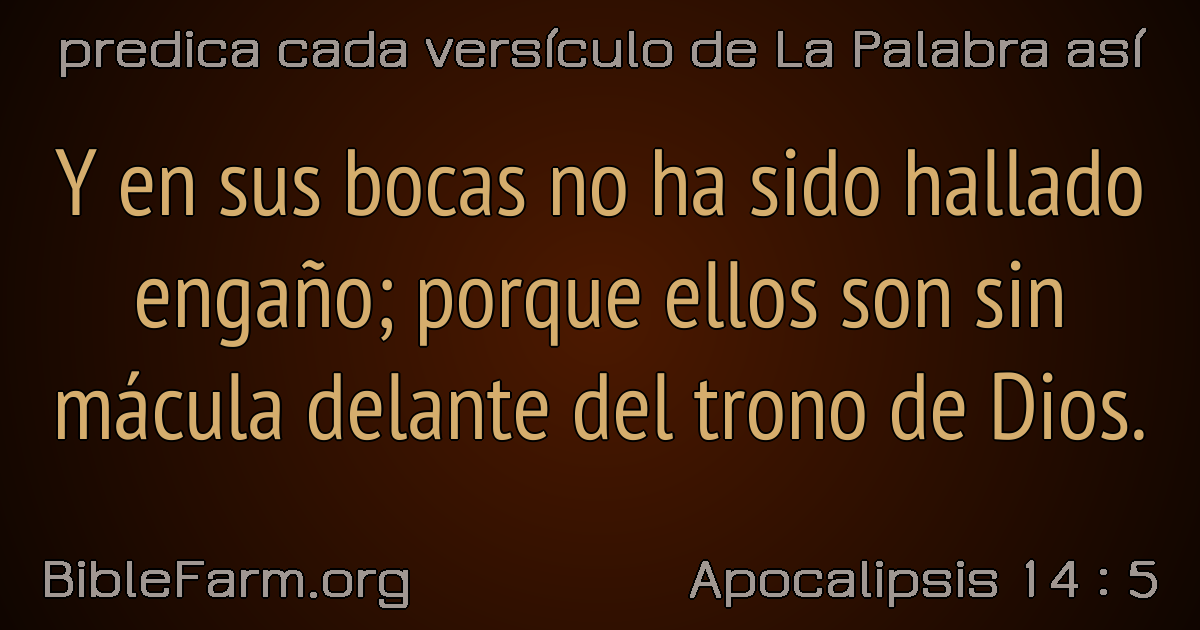 predica cada versículo de La Palabra así
Y en sus bocas no ha sido hallado
engaño; porque ellos son sin
mácula delante del trono de Dios.
BibleFarm.org
Apocalipsis 14 : 5